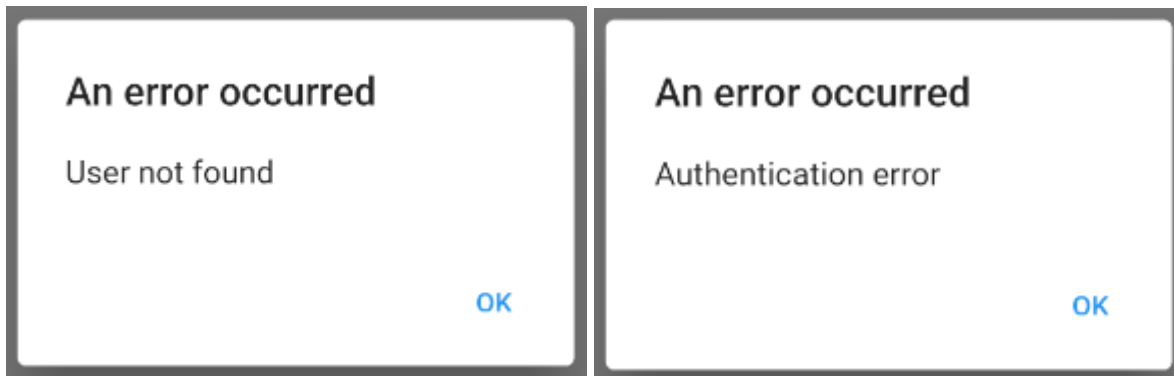 An error occurred
User not found
OK
An error occurred
Authentication error
OK